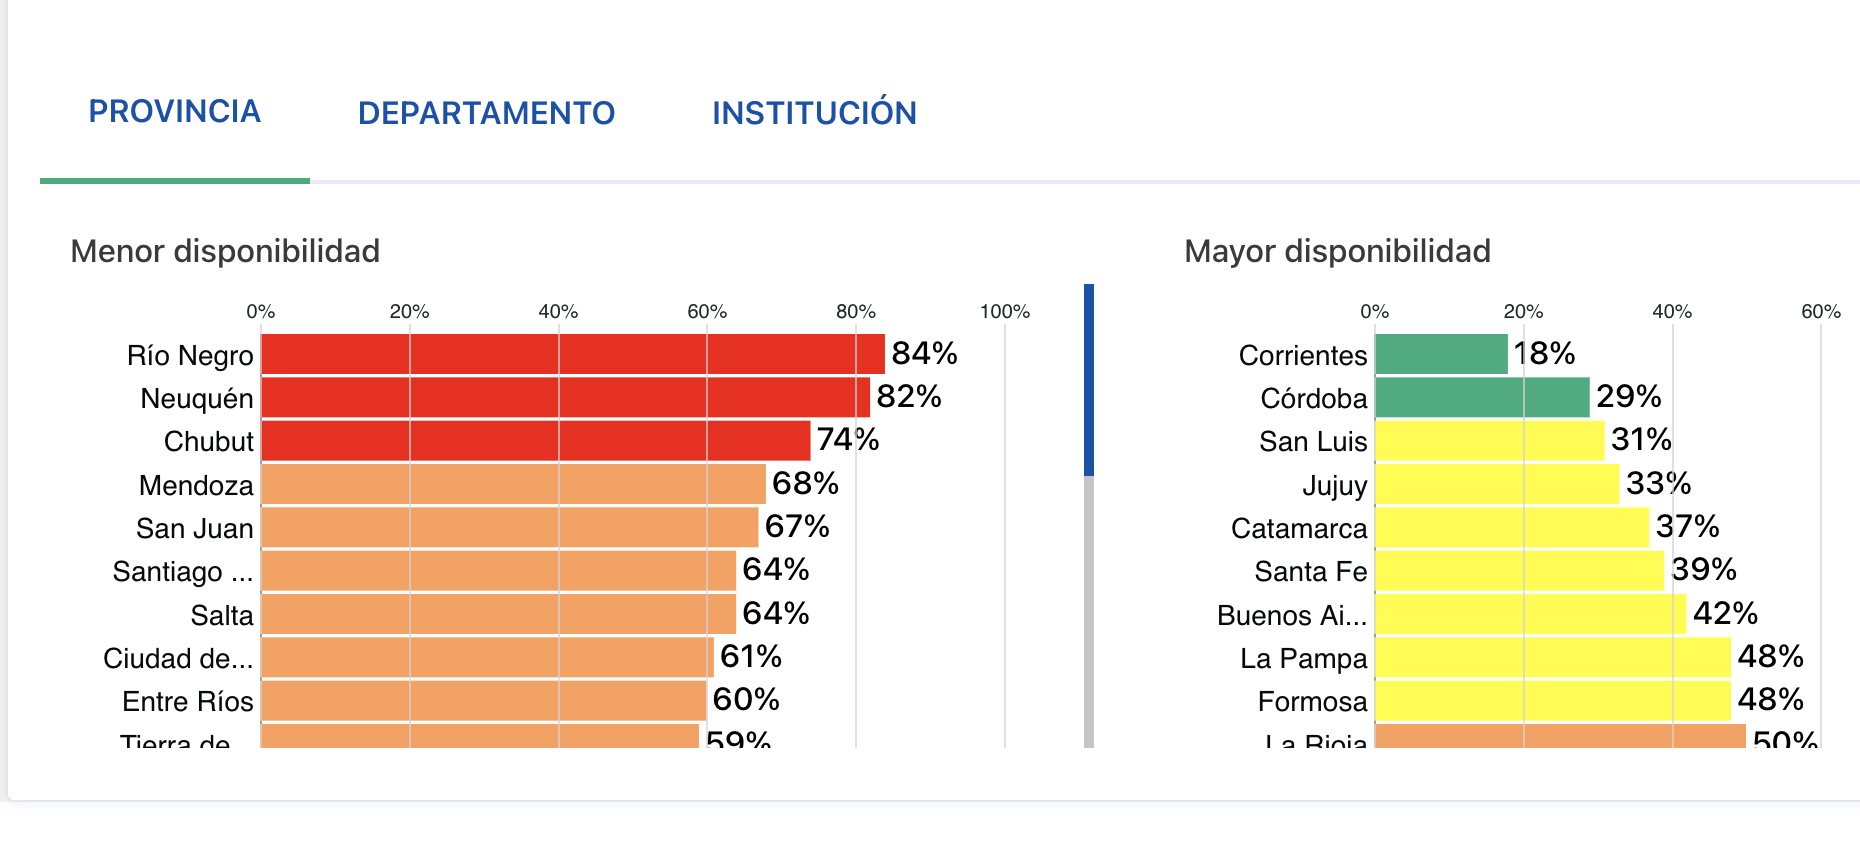 PROVINCIA DEPARTAMENTO INSTITUCIÓN
Menor disponibilidad
0% 20% 40% 60% 80% 100%
Río Negro 84%
Neuquén 82%
Chubut 74%
Mendoza 68%
San Juan 67%
Santiago ... 64%
Salta 64%
Ciudad de... 61%
Entre Ríos 60%
Tierra de... 59%
Mayor disponibilidad
0% 20% 40% 60%
Corrientes 18%
Córdoba 29%
San Luis 31%
Jujuy 33%
Catamarca 37%
Santa Fe 39%
Buenos Ai... 42%
La Pampa 48%
Formosa 48%
La Rioja 50%